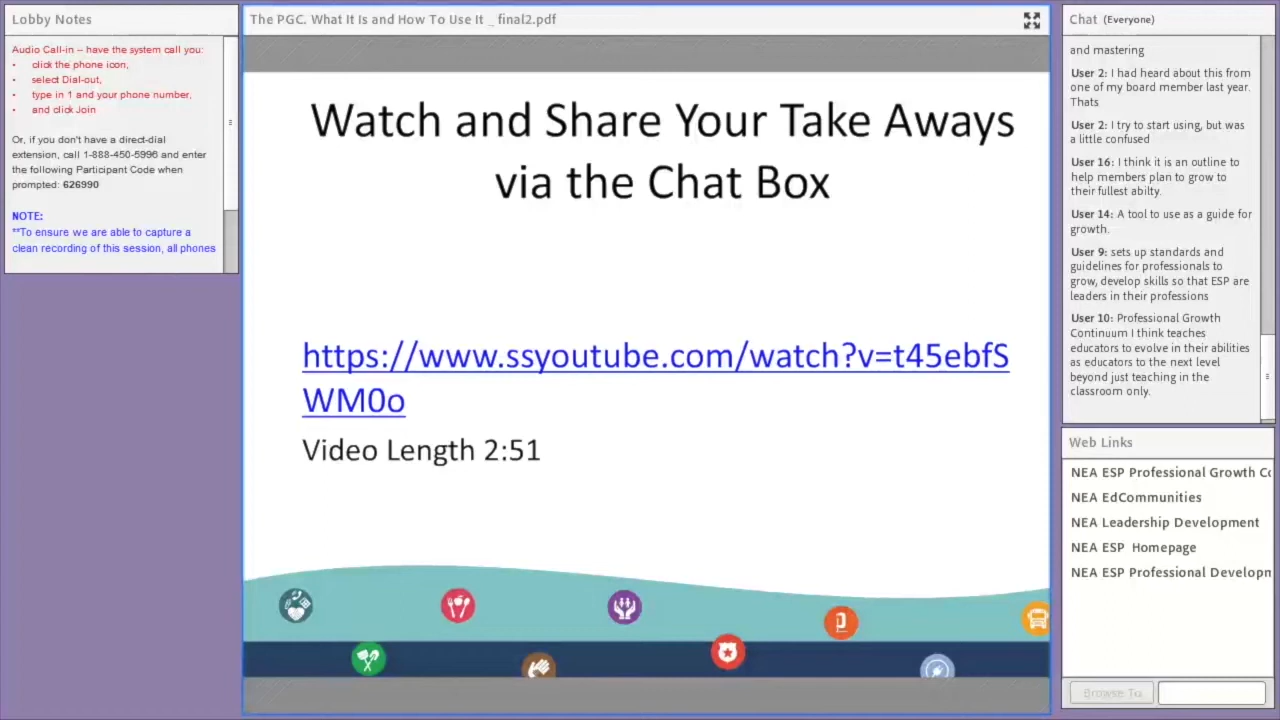 Lobby Notes
Audio Call-in – have the system call you:
• click the phone icon,
• select Dial-out,
• type in 1 and your phone number,
• and click Join
Or, if you don't have a direct-dial
extension, call 1-888-450-5996 and enter
the following Participant Code when
prompted: 626990
NOTE:
**To ensure we are able to capture a
clean recording of this session, all phones
The PGC. What It Is and How To Use It _ final2.pdf
Watch and Share Your Take Aways
via the Chat Box
https://www.ssyoutube.com/watch?v=t45ebfS
WM0o
Video Length 2:51
Chat (Everyone)
and mastering
User 2: I had heard about this from
one of my board member last year.
Thats
User 2: I try to start using, but was
a little confused
User 16: I think it is an outline to
help members plan to grow to
their fullest abilty.
User 14: A tool to use as a guide for
growth.
User 9: sets up standards and
guidelines for professionals to
grow, develop skills so that ESP are
leaders in their professions
User 10: Professional Growth
Continuum I think teaches
educators to evolve in their abilities
as educators to the next level
beyond just teaching in the
classroom only.
Web Links
NEA ESP Professional Growth Co
NEA EdCommunities
NEA Leadership Development
NEA ESP Homepage
NEA ESP Professional Developn
Browse To